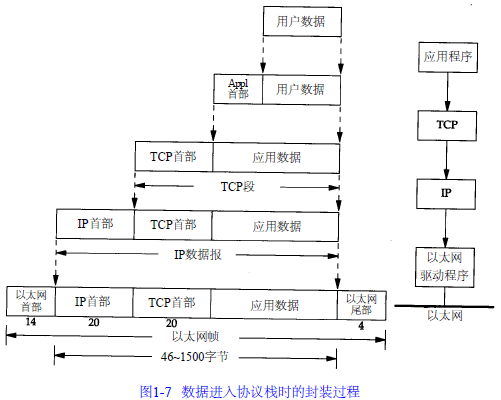 用户数据
Appl
首部
用户数据
应用程序
TCP首部
应用数据
TCP
TCP段
IP首部
TCP首部
应用数据
IP
IP数据报
以太网
驱动程序
以太网
首部
IP首部
TCP首部
应用数据
以太网
尾部
以太网
14
20
20
4
以太网帧
46~1500字节
图1-7 数据进入协议栈时的封装过程